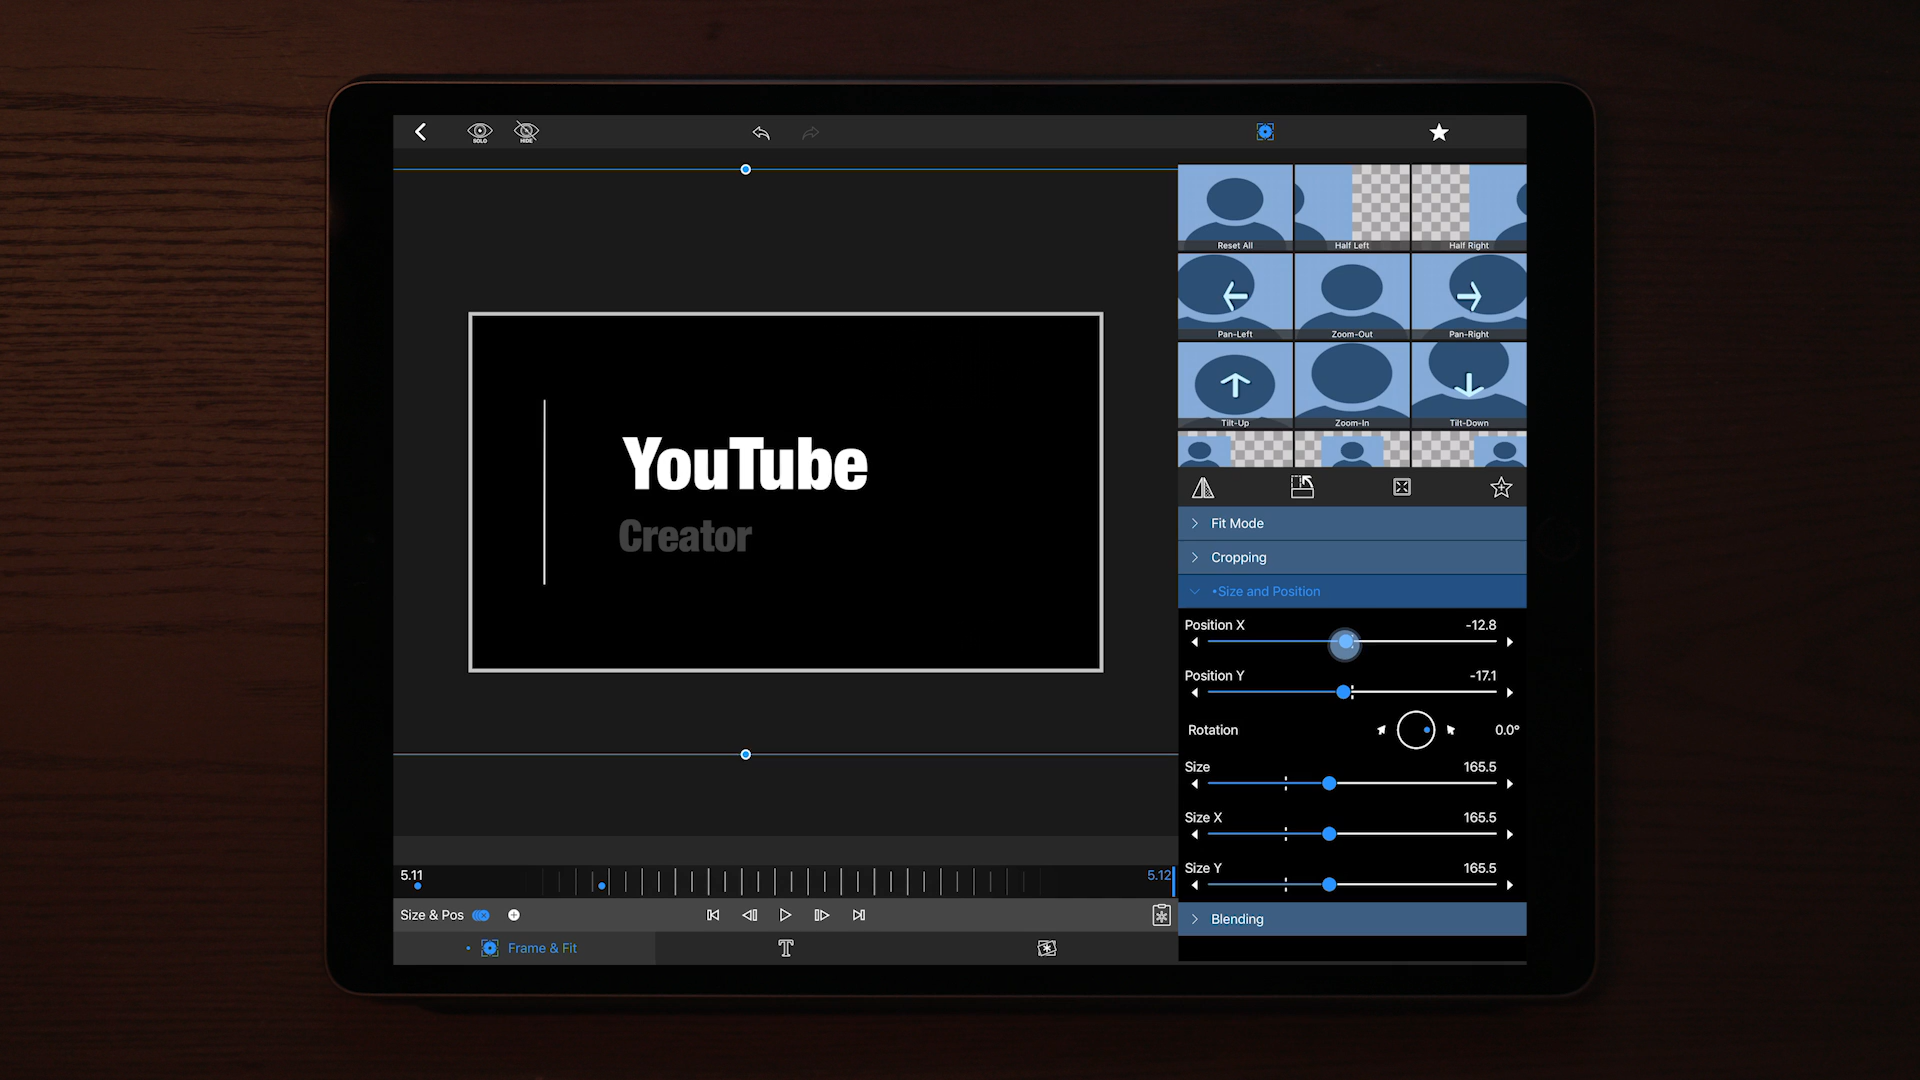 SOLO
HIDE
Reset All
Half Left
Half Right
Pan-Left
Zoom-Out
Pan-Right
Tilt-Up
Zoom-In
Tilt-Down
YouTube
Creator
Fit Mode
Cropping
•Size and Position
Position X -12.8
Position Y -17.1
Rotation 0.0°
Size 165.5
Size X 165.5
Size Y 165.5
Blending
5.11
5.12
Size & Pos
• Frame & Fit